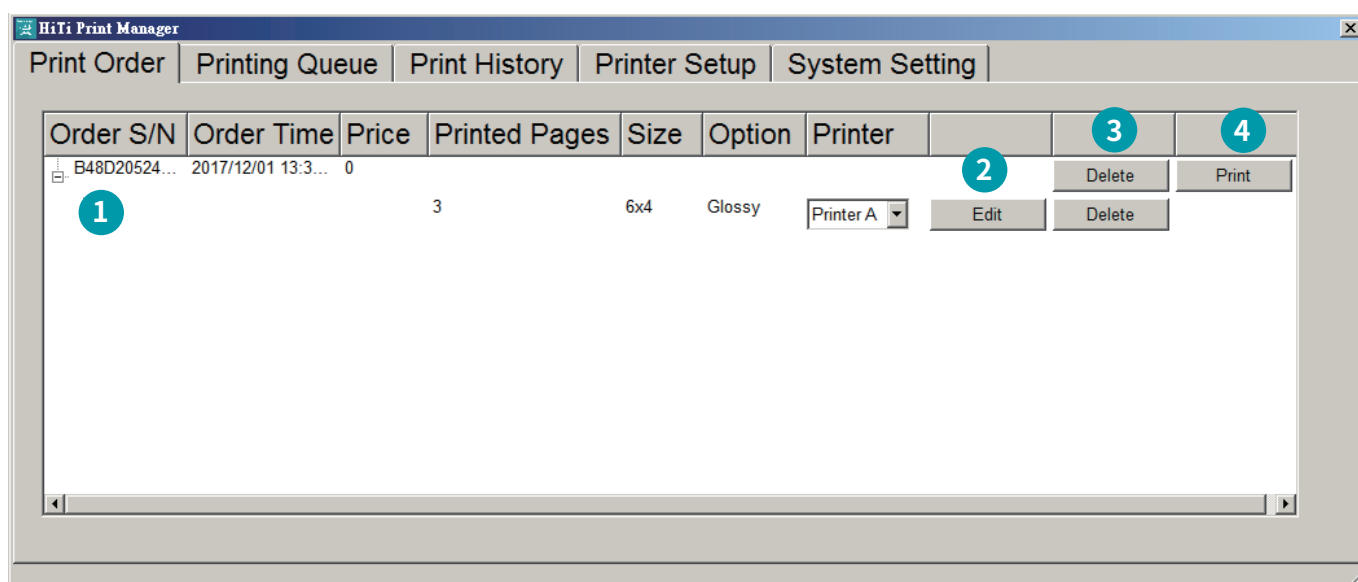 HiTi Print Manager
Print Order Printing Queue Print History Printer Setup System Setting
Order S/N Order Time Price Printed Pages Size Option Printer 3 4
B48D20524... 2017/12/01 13:3... 0 2 Delete Print
1 3 6x4 Glossy Printer A Edit Delete